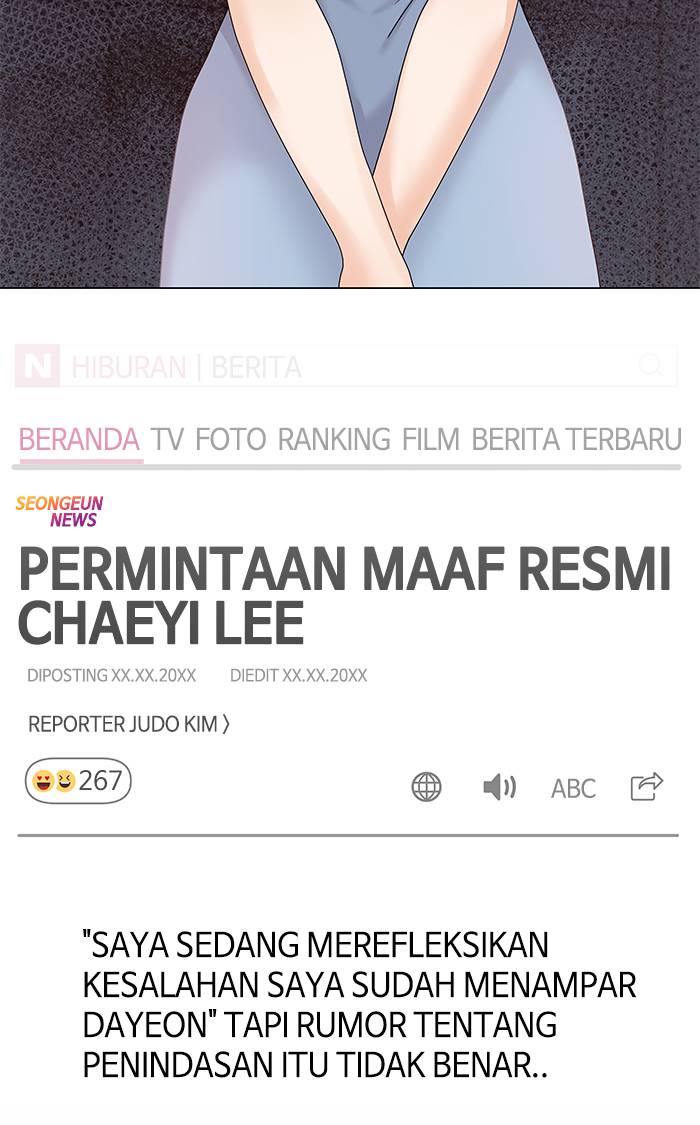 N HIBURAN | BERITA
BERANDA TV FOTO RANKING FILM BERITA TERBARU
SEONGEUN
NEWS
PERMINTAAN MAAF RESMI
CHAEYI LEE
DIPOSTING XX.XX.20XX DIEDIT XX.XX.20XX
REPORTER JUDO KIM 〉
267
ABC
"SAYA SEDANG MEREFLEKSIKAN
KESALAHAN SAYA SUDAH MENAMPAR
DAYEON" TAPI RUMOR TENTANG
PENINDASAN ITU TIDAK BENAR..